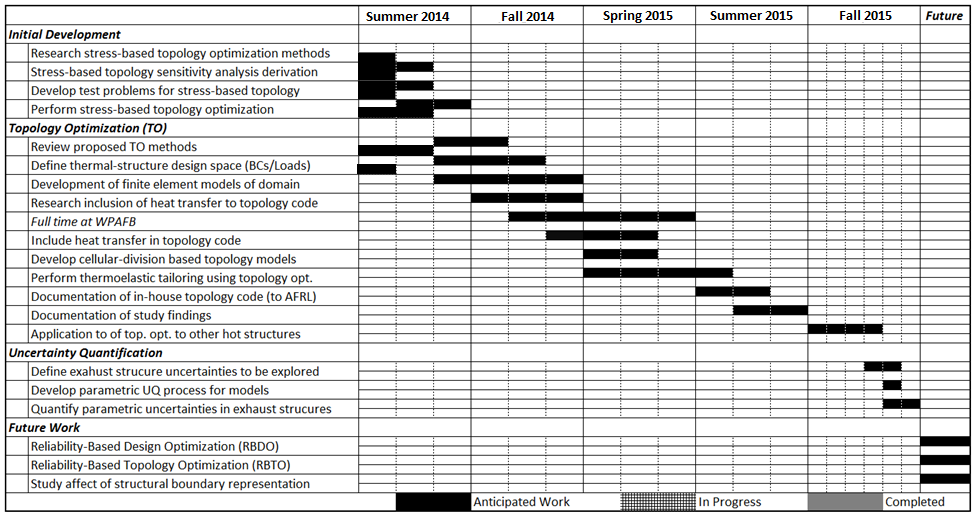 Summer 2014 Fall 2014 Spring 2015 Summer 2015 Fall 2015 Future
Initial Development
Research stress-based topology optimization methods
Stress-based topology sensitivity analysis derivation
Develop test problems for stress-based topology
Perform stress-based topology optimization
Topology Optimization (TO)
Review proposed TO methods
Define thermal-structure design space (BCs/Loads)
Development of finite element models of domain
Research inclusion of heat transfer to topology code
Full time at WPAFB
Include heat transfer in topology code
Develop cellular-division based topology models
Perform thermoelastic tailoring using topology opt.
Documentation of in-house topology code (to AFRL)
Documentation of study findings
Application to of top. opt. to other hot structures
Uncertainty Quantification
Define exahust strucure uncertainties to be explored
Develop parametric UQ process for models
Quantify parametric uncertainties in exhaust strucures
Future Work
Reliability-Based Design Optimization (RBDO)
Reliability-Based Topology Optimization (RBTO)
Study affect of structural boundary representation
Anticipated Work In Progress Completed